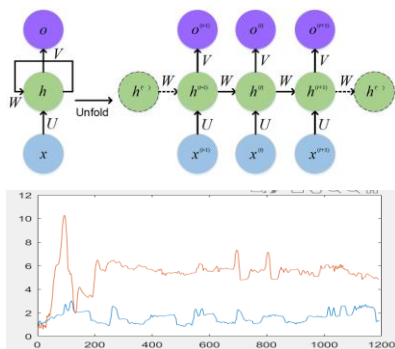 o o⁽ᵗ⁻¹⁾ o⁽ᵗ⁾ o⁽ᵗ⁺¹⁾
V V V V
W h Unfold h⁽···⁾ W h⁽ᵗ⁻¹⁾ W h⁽ᵗ⁾ W h⁽ᵗ⁺¹⁾ W h⁽···⁾
U U U U
x x⁽ᵗ⁻¹⁾ x⁽ᵗ⁾ x⁽ᵗ⁺¹⁾
12
10
8
6
4
2
0
0 200 400 600 800 1000 1200